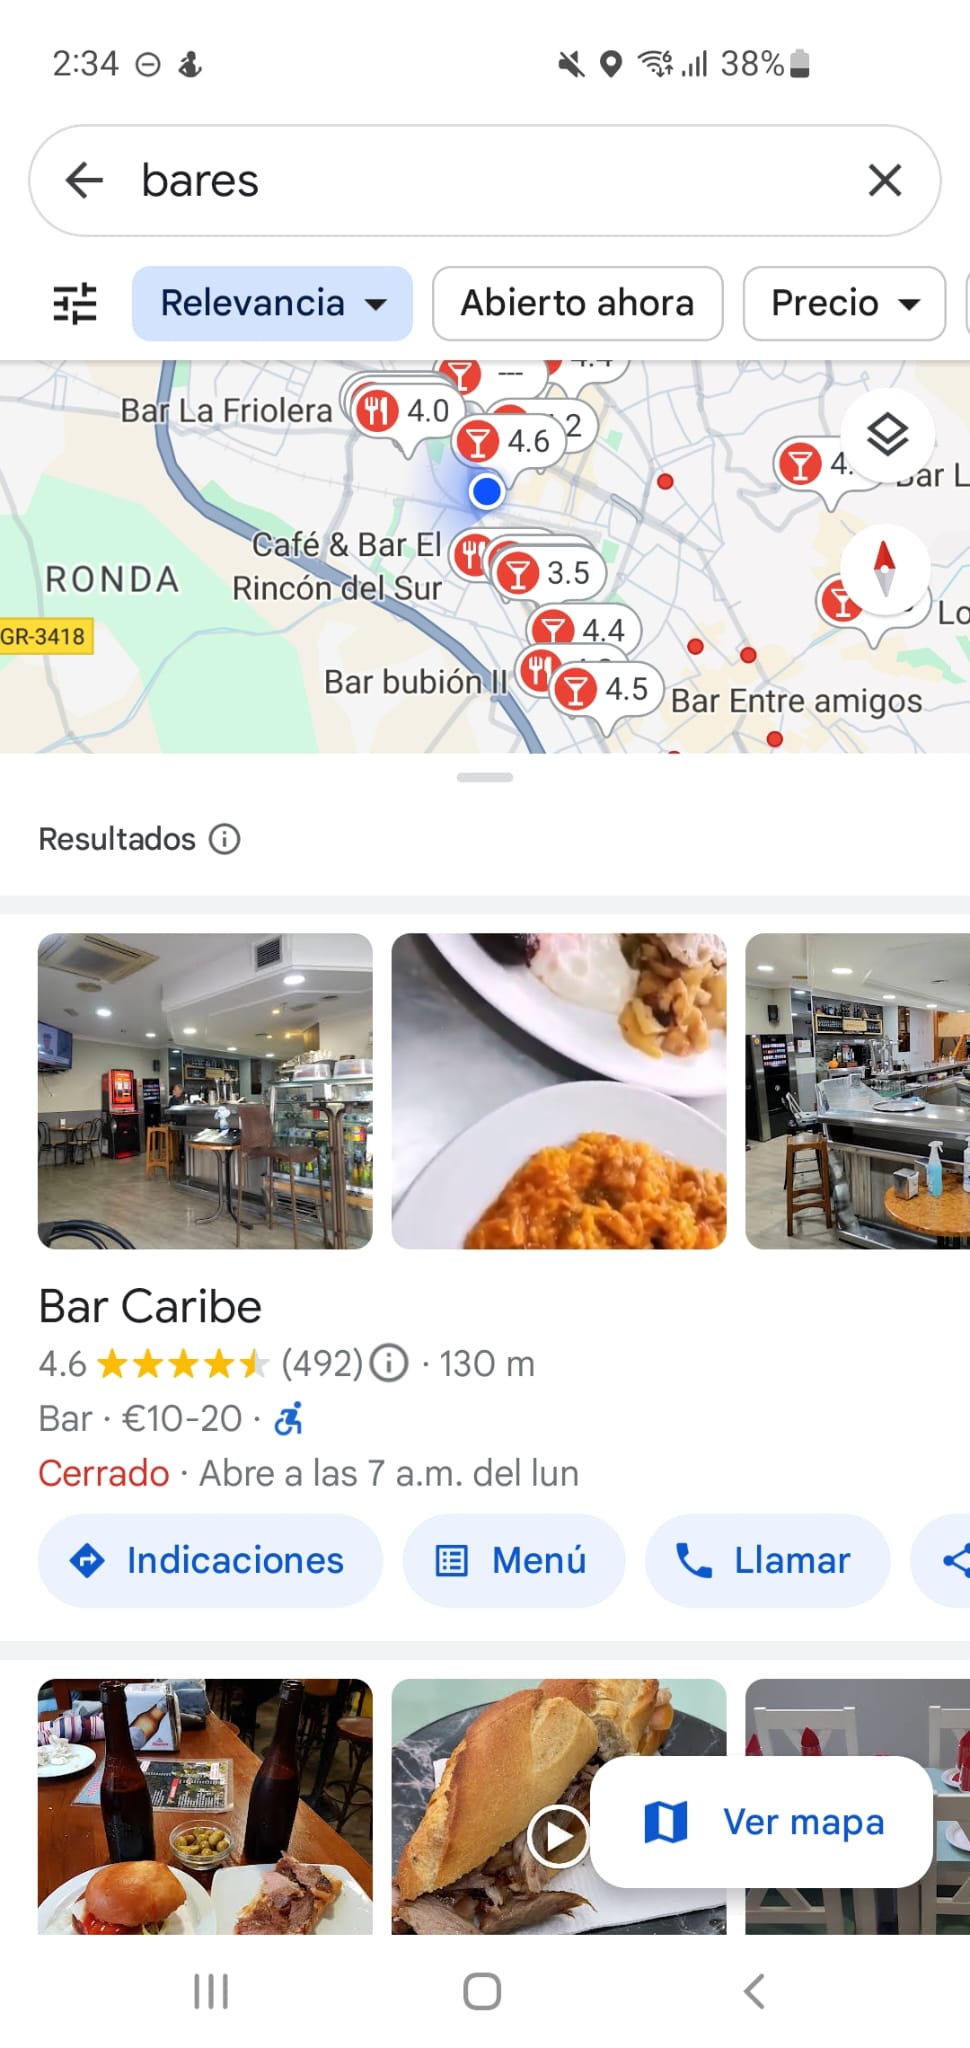 2:34
38%
bares
Relevancia
Abierto ahora
Precio
Bar La Friolera
4.0
4.6
2
4.
Café & Bar El
Rincón del Sur
3.5
RONDA
GR-3418
4.4
Bar bubión II
4.5
Bar Entre amigos
Resultados
Bar Caribe
4.6 (492) · 130 m
Bar · €10-20 ·
Cerrado · Abre a las 7 a.m. del lun
Indicaciones
Menú
Llamar
Ver mapa